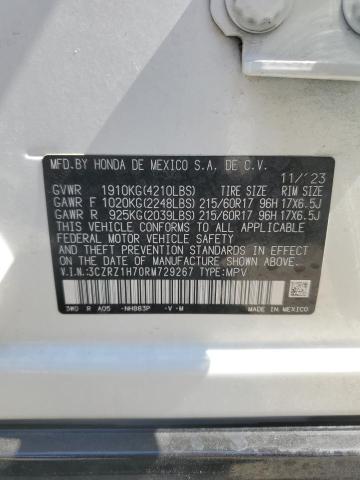 MFD.BY HONDA DE MEXICO S.A. DE C.V.
11/'23
GVWR 1910KG(4210LBS) TIRE SIZE RIM SIZE
GAWR F 1020KG(2248LBS) 215/60R17 96H 17X6.5J
GAWR R 925KG(2039LBS) 215/60R17 96H 17X6.5J
THIS VEHICLE CONFORMS TO ALL APPLICABLE
FEDERAL MOTOR VEHICLE SAFETY AND
THEFT PREVENTION STANDARDS IN EFFECT ON
THE DATE OF MANUFACTURE SHOWN ABOVE.
V.I.N.:3CZRZ1H70RM729267 TYPE:MPV
3W0 R A05 -NH883P -V -M MADE IN MEXICO